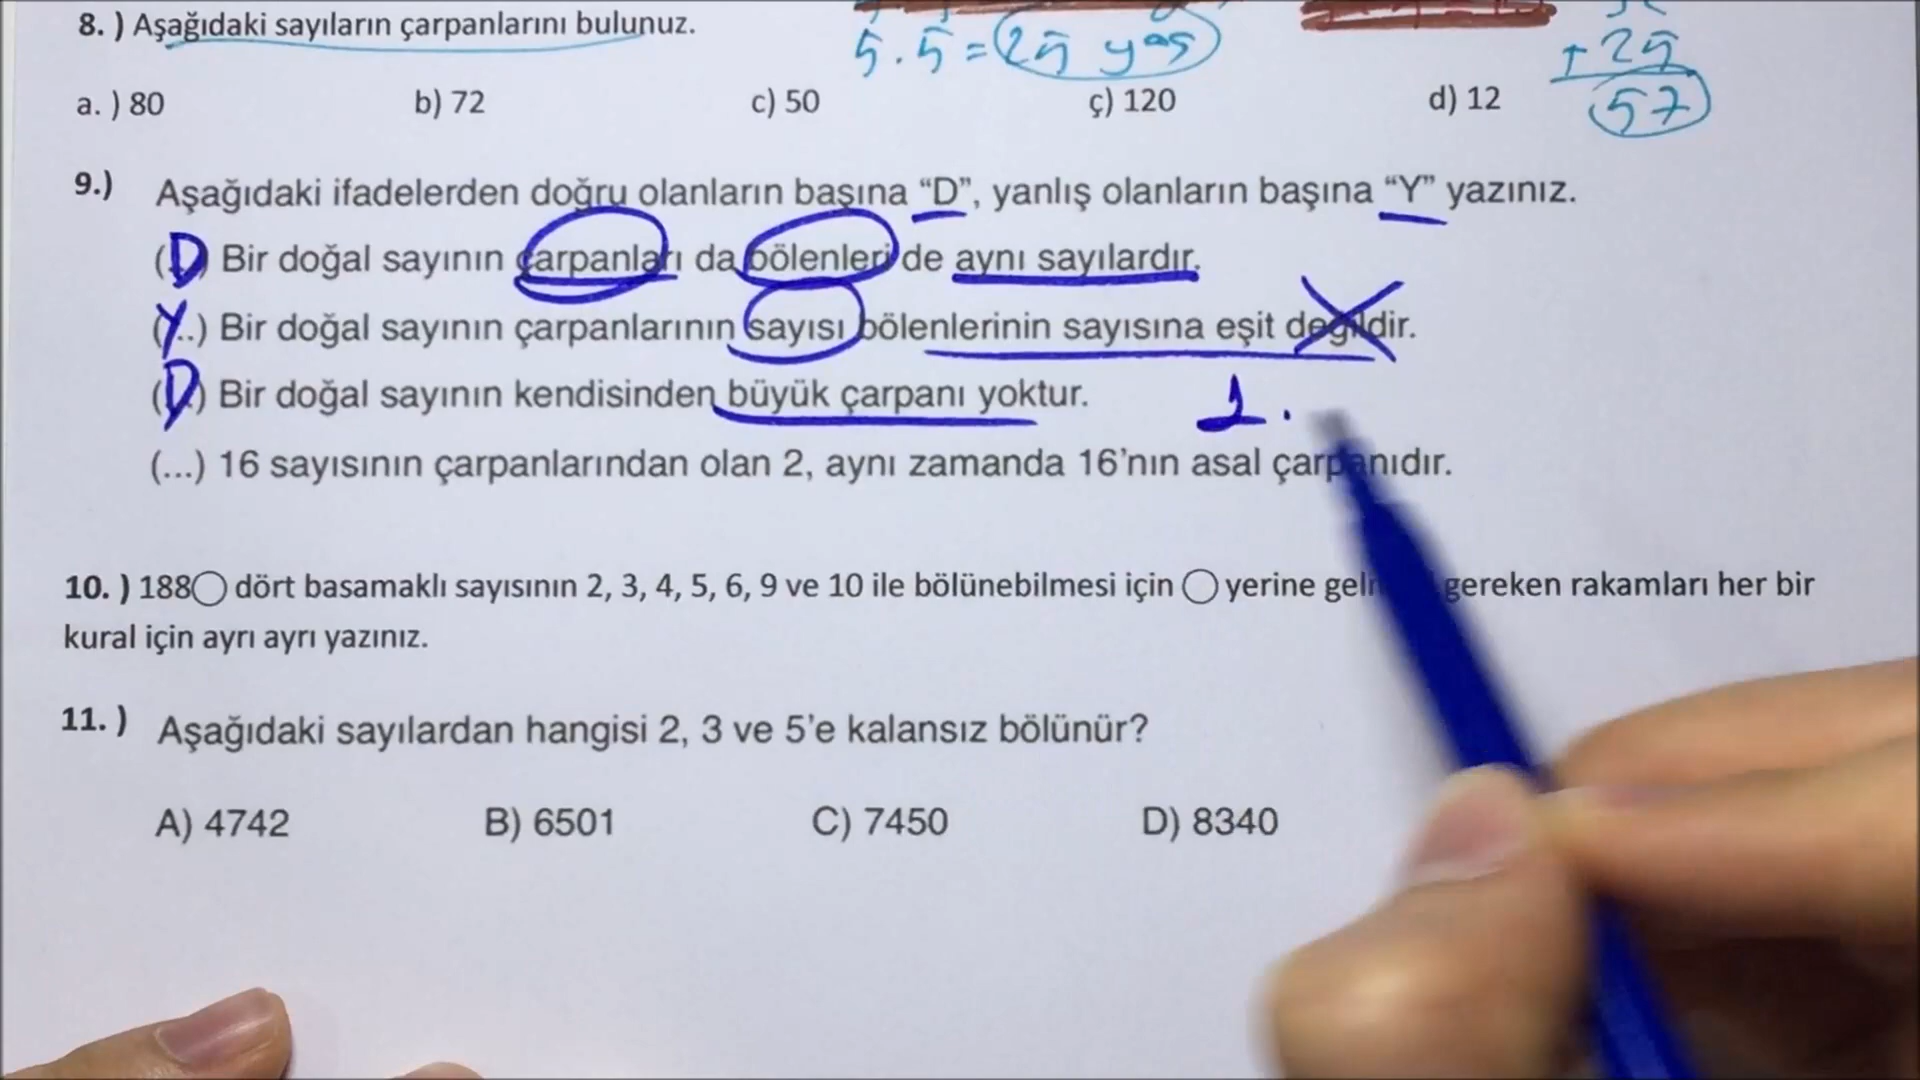 8. ) Aşağıdaki sayıların çarpanlarını bulunuz.
5 . 5 = 25 yaş
+ 25
57
a. ) 80 b) 72 c) 50 ç) 120 d) 12
9.) Aşağıdaki ifadelerden doğru olanların başına “D”, yanlış olanların başına “Y” yazınız.
(D) Bir doğal sayının çarpanları da bölenleri de aynı sayılardır.
(Y..) Bir doğal sayının çarpanlarının sayısı bölenlerinin sayısına eşit değildir.
(D) Bir doğal sayının kendisinden büyük çarpanı yoktur. 1 .
(...) 16 sayısının çarpanlarından olan 2, aynı zamanda 16’nın asal çarpanıdır.
10. ) 188○ dört basamaklı sayısının 2, 3, 4, 5, 6, 9 ve 10 ile bölünebilmesi için ○ yerine gereken rakamları her bir
kural için ayrı ayrı yazınız.
11. ) Aşağıdaki sayılardan hangisi 2, 3 ve 5’e kalansız bölünür?
A) 4742 B) 6501 C) 7450 D) 8340